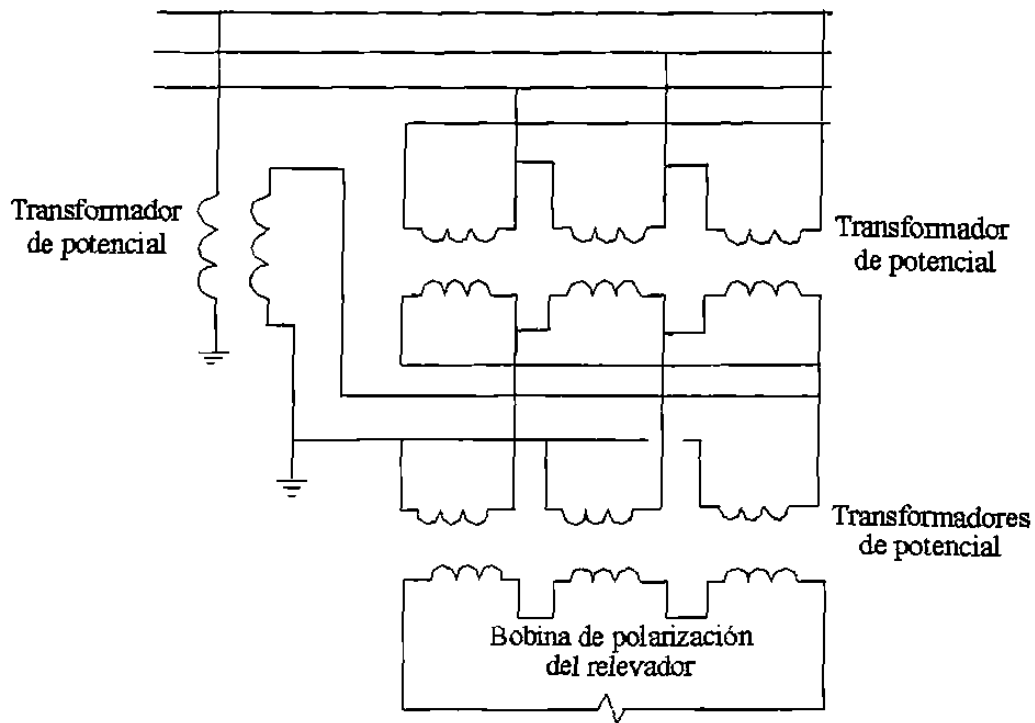 Transformador
de potencial
Transformador
de potencial
Transformadores
de potencial
Bobina de polarización
del relevador